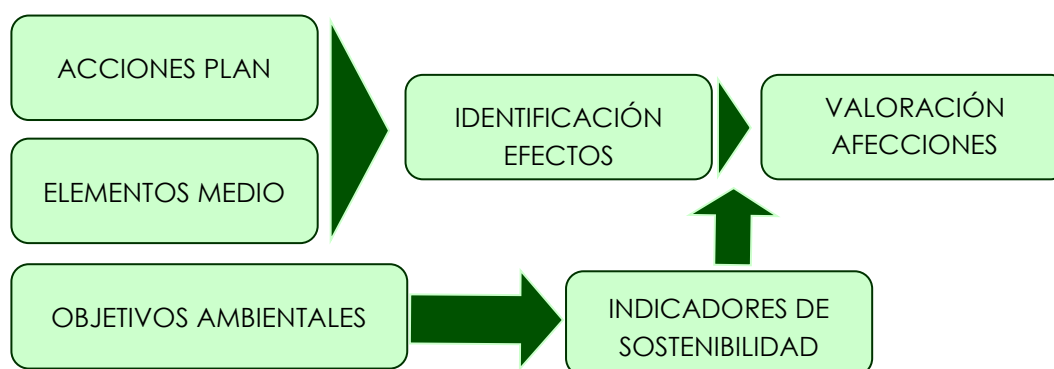 ACCIONES PLAN
ELEMENTOS MEDIO
IDENTIFICACIÓN
EFECTOS
VALORACIÓN
AFECCIONES
OBJETIVOS AMBIENTALES
INDICADORES DE
SOSTENIBILIDAD